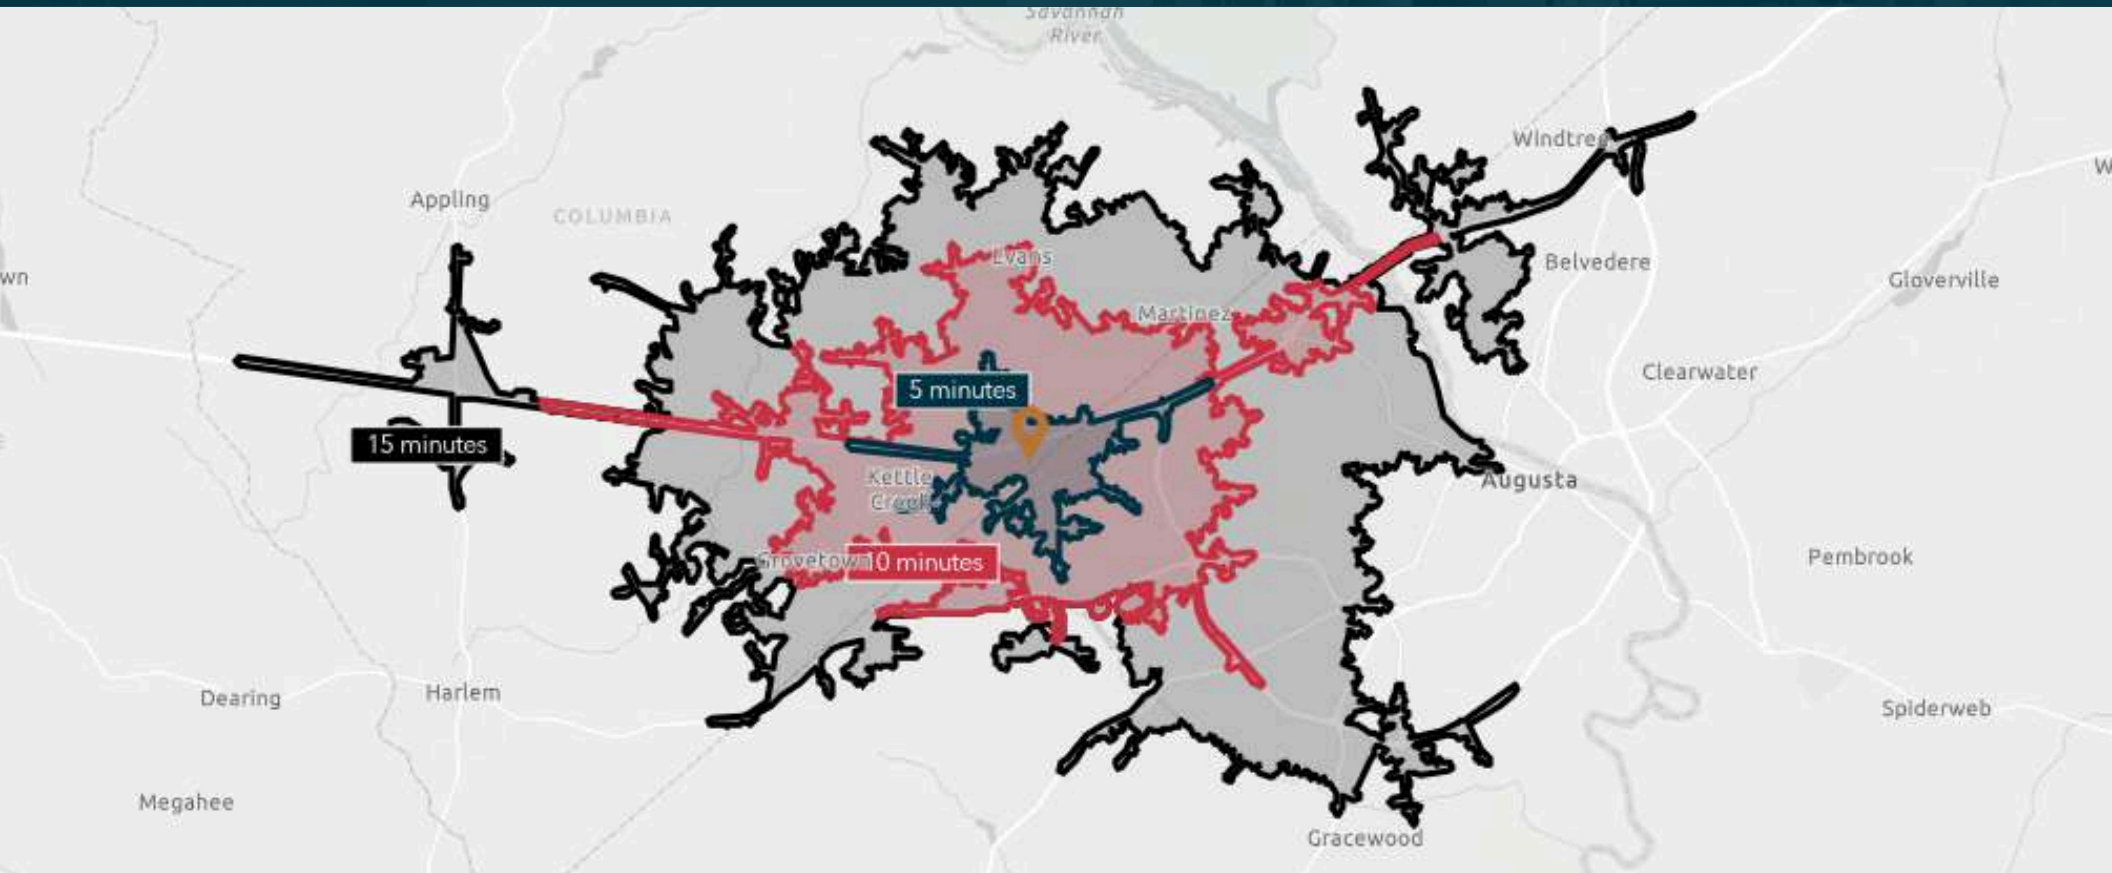 Savannah
River
Windtree
Appling
COLUMBIA
Evans
Belvedere
wn
Gloverville
Martinez
Clearwater
5 minutes
15 minutes
Kettle
Creek
Augusta
Grovetown
10 minutes
Pembrook
Dearing
Harlem
Spiderweb
Megahee
Gracewood